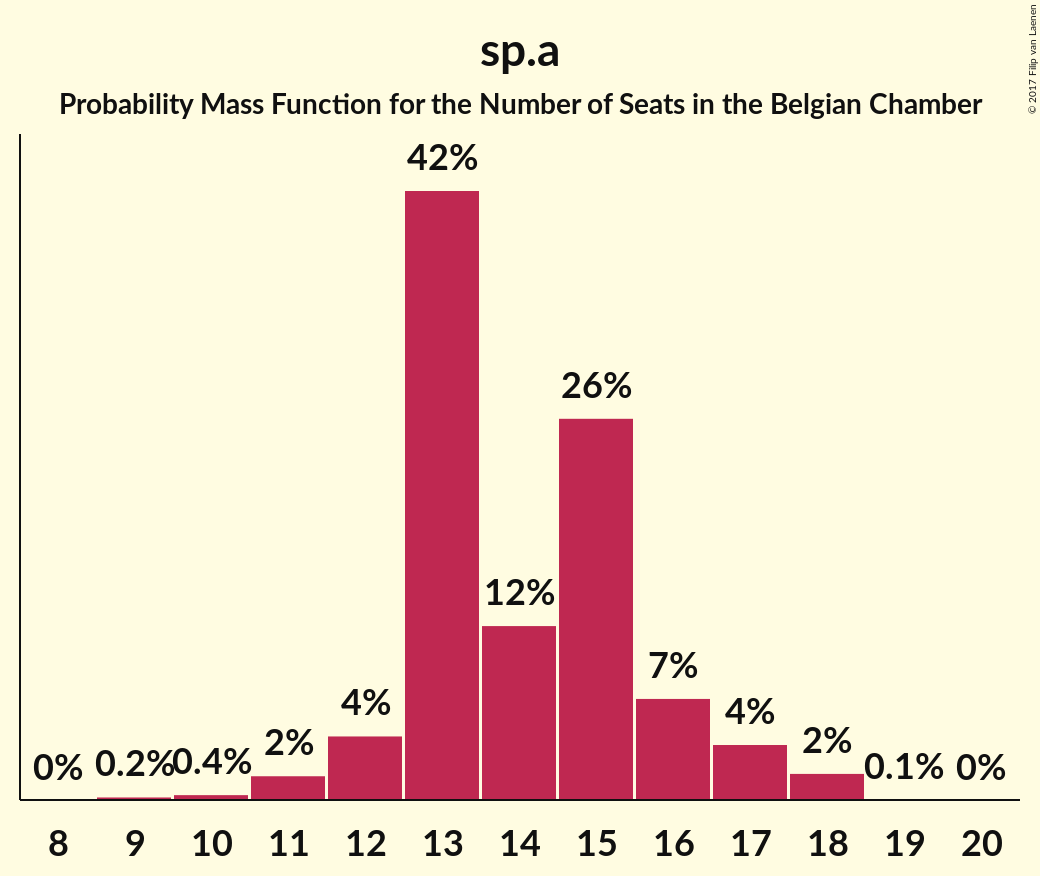 sp.a
Probability Mass Function for the Number of Seats in the Belgian Chamber
© 2017 Filip van Laenen
42%
26%
12%
7%
4%
4%
2%
2%
0% 0.2% 0.4% 0.1% 0%
8 9 10 11 12 13 14 15 16 17 18 19 20